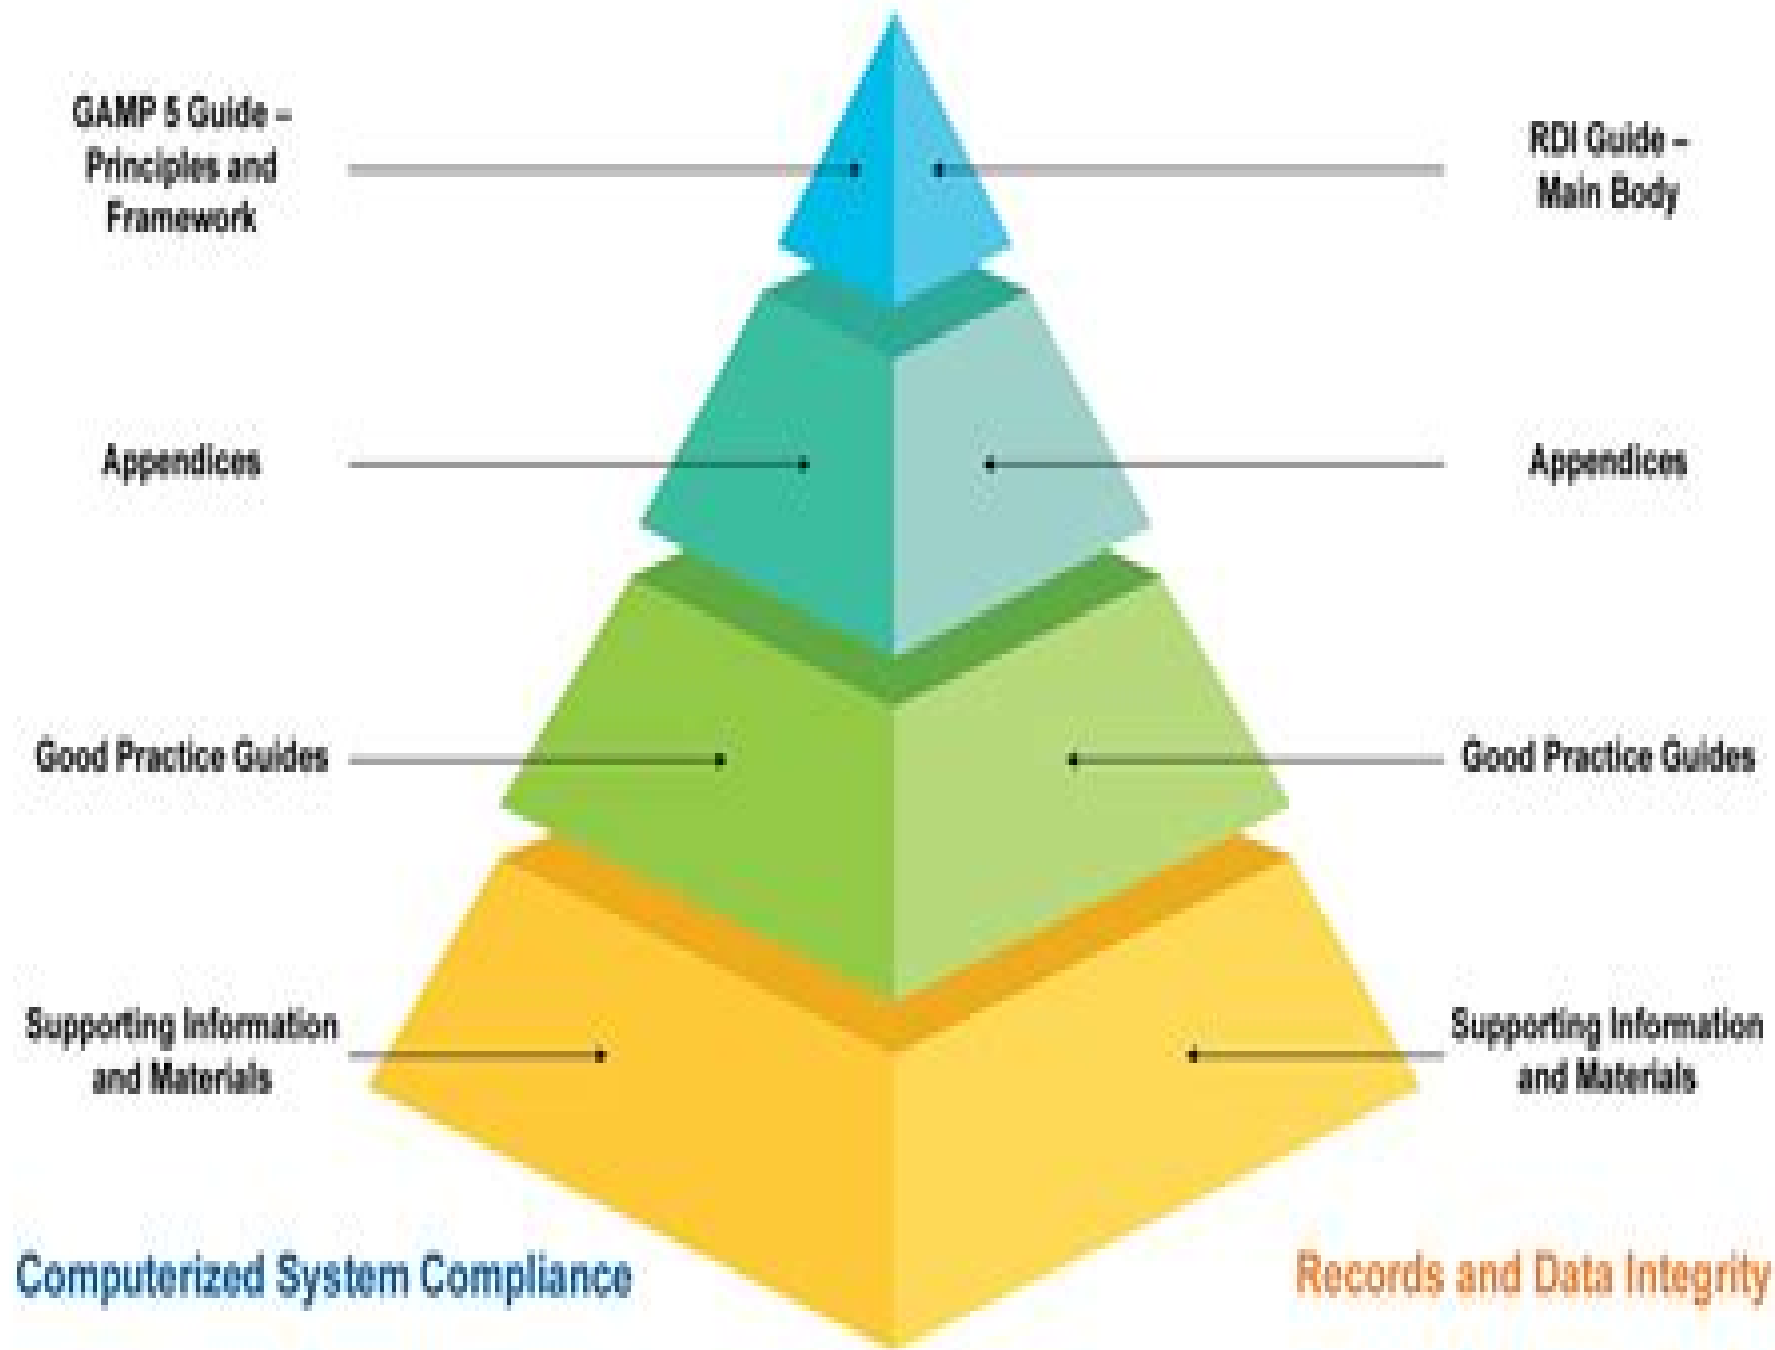 GAMP 5 Guide –
Principles and
Framework
RDI Guide –
Main Body
Appendices
Appendices
Good Practice Guides
Good Practice Guides
Supporting Information
and Materials
Supporting Information
and Materials
Computerized System Compliance
Records and Data Integrity